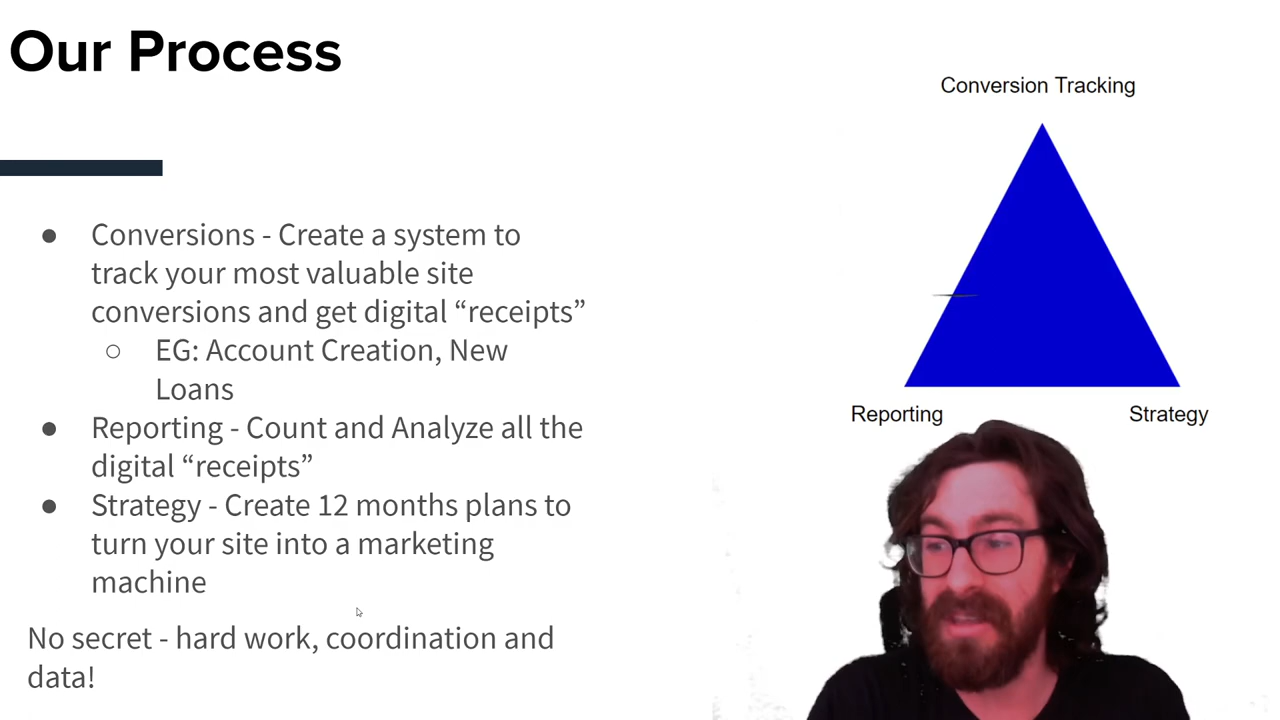 Our Process
● Conversions - Create a system to
track your most valuable site
conversions and get digital “receipts”
○ EG: Account Creation, New
Loans
● Reporting - Count and Analyze all the
digital “receipts”
● Strategy - Create 12 months plans to
turn your site into a marketing
machine
No secret - hard work, coordination and
data!
Conversion Tracking
Reporting
Strategy